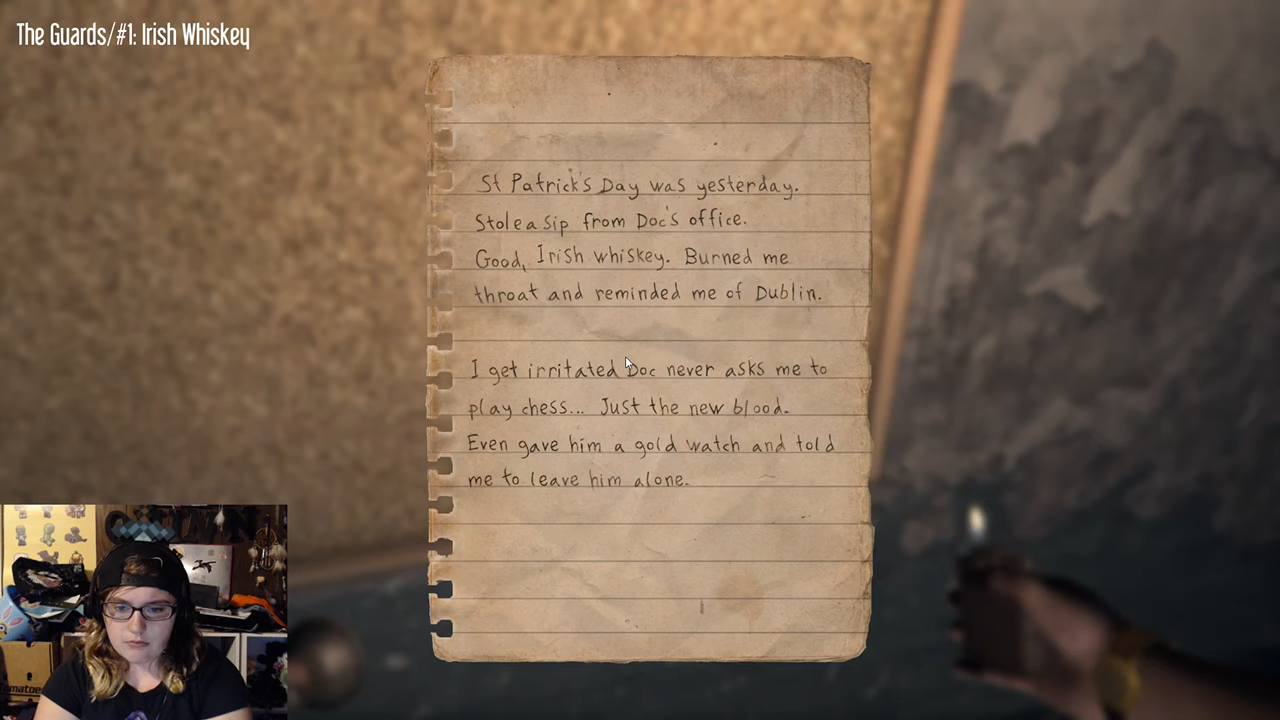 The Guards/#1: Irish Whiskey
St Patrick's Day was yesterday.
Stole a sip from Doc's office.
Good, Irish whiskey. Burned me
throat and reminded me of Dublin.
I get irritated Doc never asks me to
play chess... Just the new blood.
Even gave him a gold watch and told
me to leave him alone.